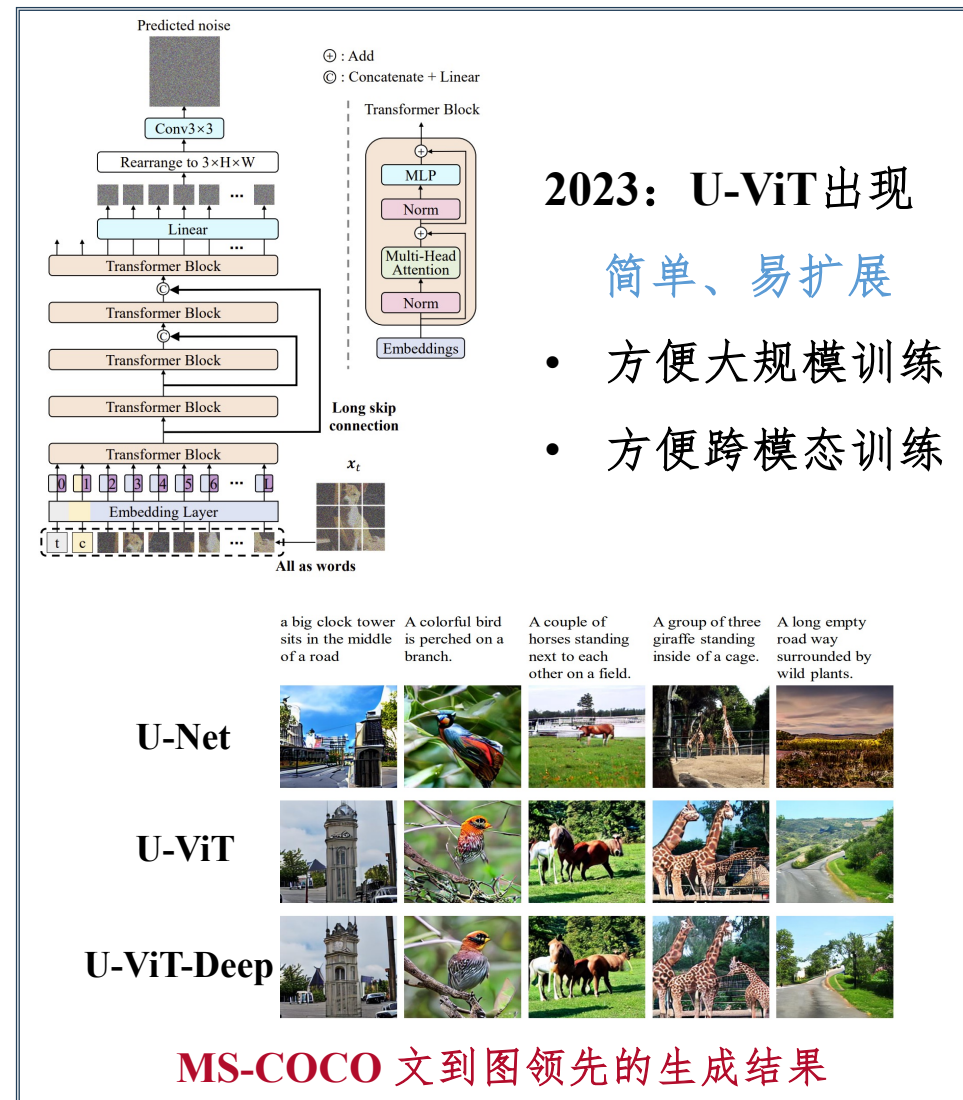 Predicted noise
Conv3×3
Rearrange to 3×H×W
...
Linear
...
Transformer Block
©
Transformer Block
©
Transformer Block
Transformer Block
Long skip
connection
Transformer Block
0 1 2 3 4 5 6 ... L
Embedding Layer
t c ...
All as words
xₜ
⊕ : Add
© : Concatenate + Linear
Transformer Block
MLP
Norm
Multi-Head
Attention
Norm
Embeddings
2023：U-ViT出现
简单、易扩展
• 方便大规模训练
• 方便跨模态训练
a big clock tower
sits in the middle
of a road
A colorful bird
is perched on a
branch.
A couple of
horses standing
next to each
other on a field.
A group of three
giraffe standing
inside of a cage.
A long empty
road way
surrounded by
wild plants.
U-Net
U-ViT
U-ViT-Deep
MS-COCO 文到图领先的生成结果